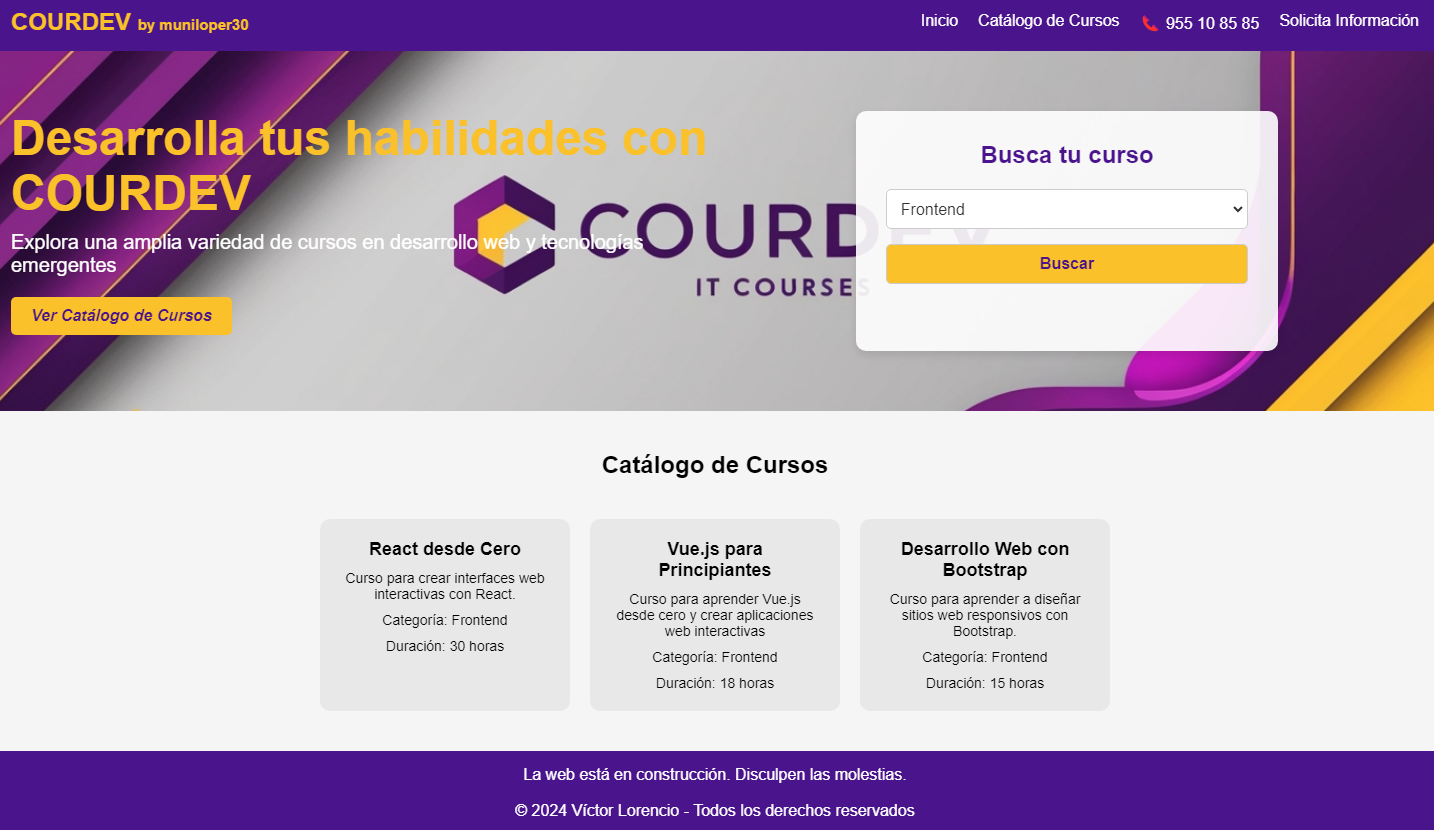 COURDEV by muniloper30
Inicio
Catálogo de Cursos
955 10 85 85
Solicita Información
Desarrolla tus habilidades con
COURDEV
Explora una amplia variedad de cursos en desarrollo web y tecnologías
emergentes
Ver Catálogo de Cursos
COURDEV
IT COURSES
Busca tu curso
Frontend
Buscar
Catálogo de Cursos
React desde Cero
Curso para crear interfaces web
interactivas con React.
Categoría: Frontend
Duración: 30 horas
Vue.js para
Principiantes
Curso para aprender Vue.js
desde cero y crear aplicaciones
web interactivas
Categoría: Frontend
Duración: 18 horas
Desarrollo Web con
Bootstrap
Curso para aprender a diseñar
sitios web responsivos con
Bootstrap.
Categoría: Frontend
Duración: 15 horas
La web está en construcción. Disculpen las molestias.
© 2024 Víctor Lorencio - Todos los derechos reservados